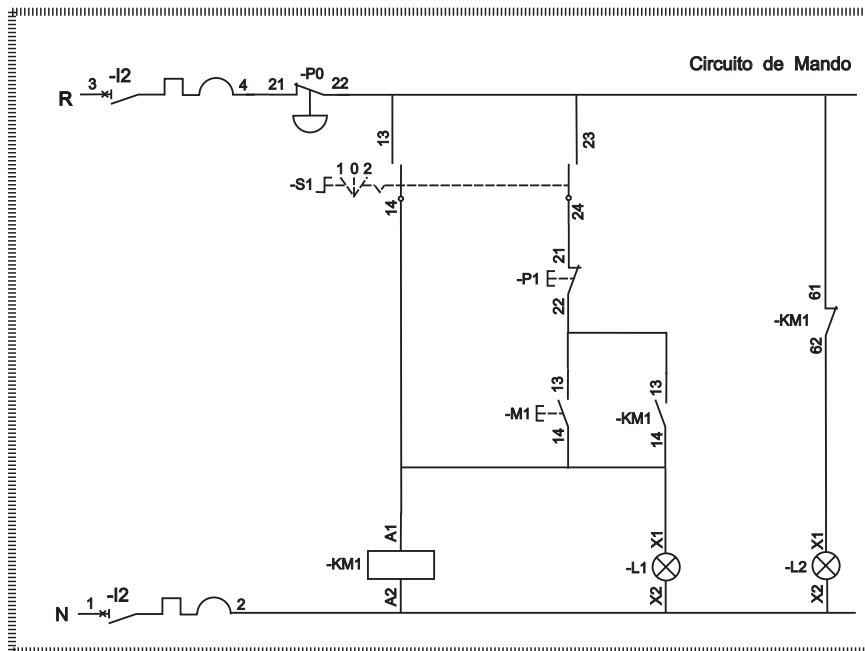 Circuito de Mando
-P0
3 -I2 4 21 22
R
13
23
1 0 2
-S1
14
24
21
-P1
22
61
-KM1
62
13 13
-M1 -KM1
14 14
A1 X1 X1
-KM1 -L1 -L2
A2 X2 X2
1 -I2 2
N